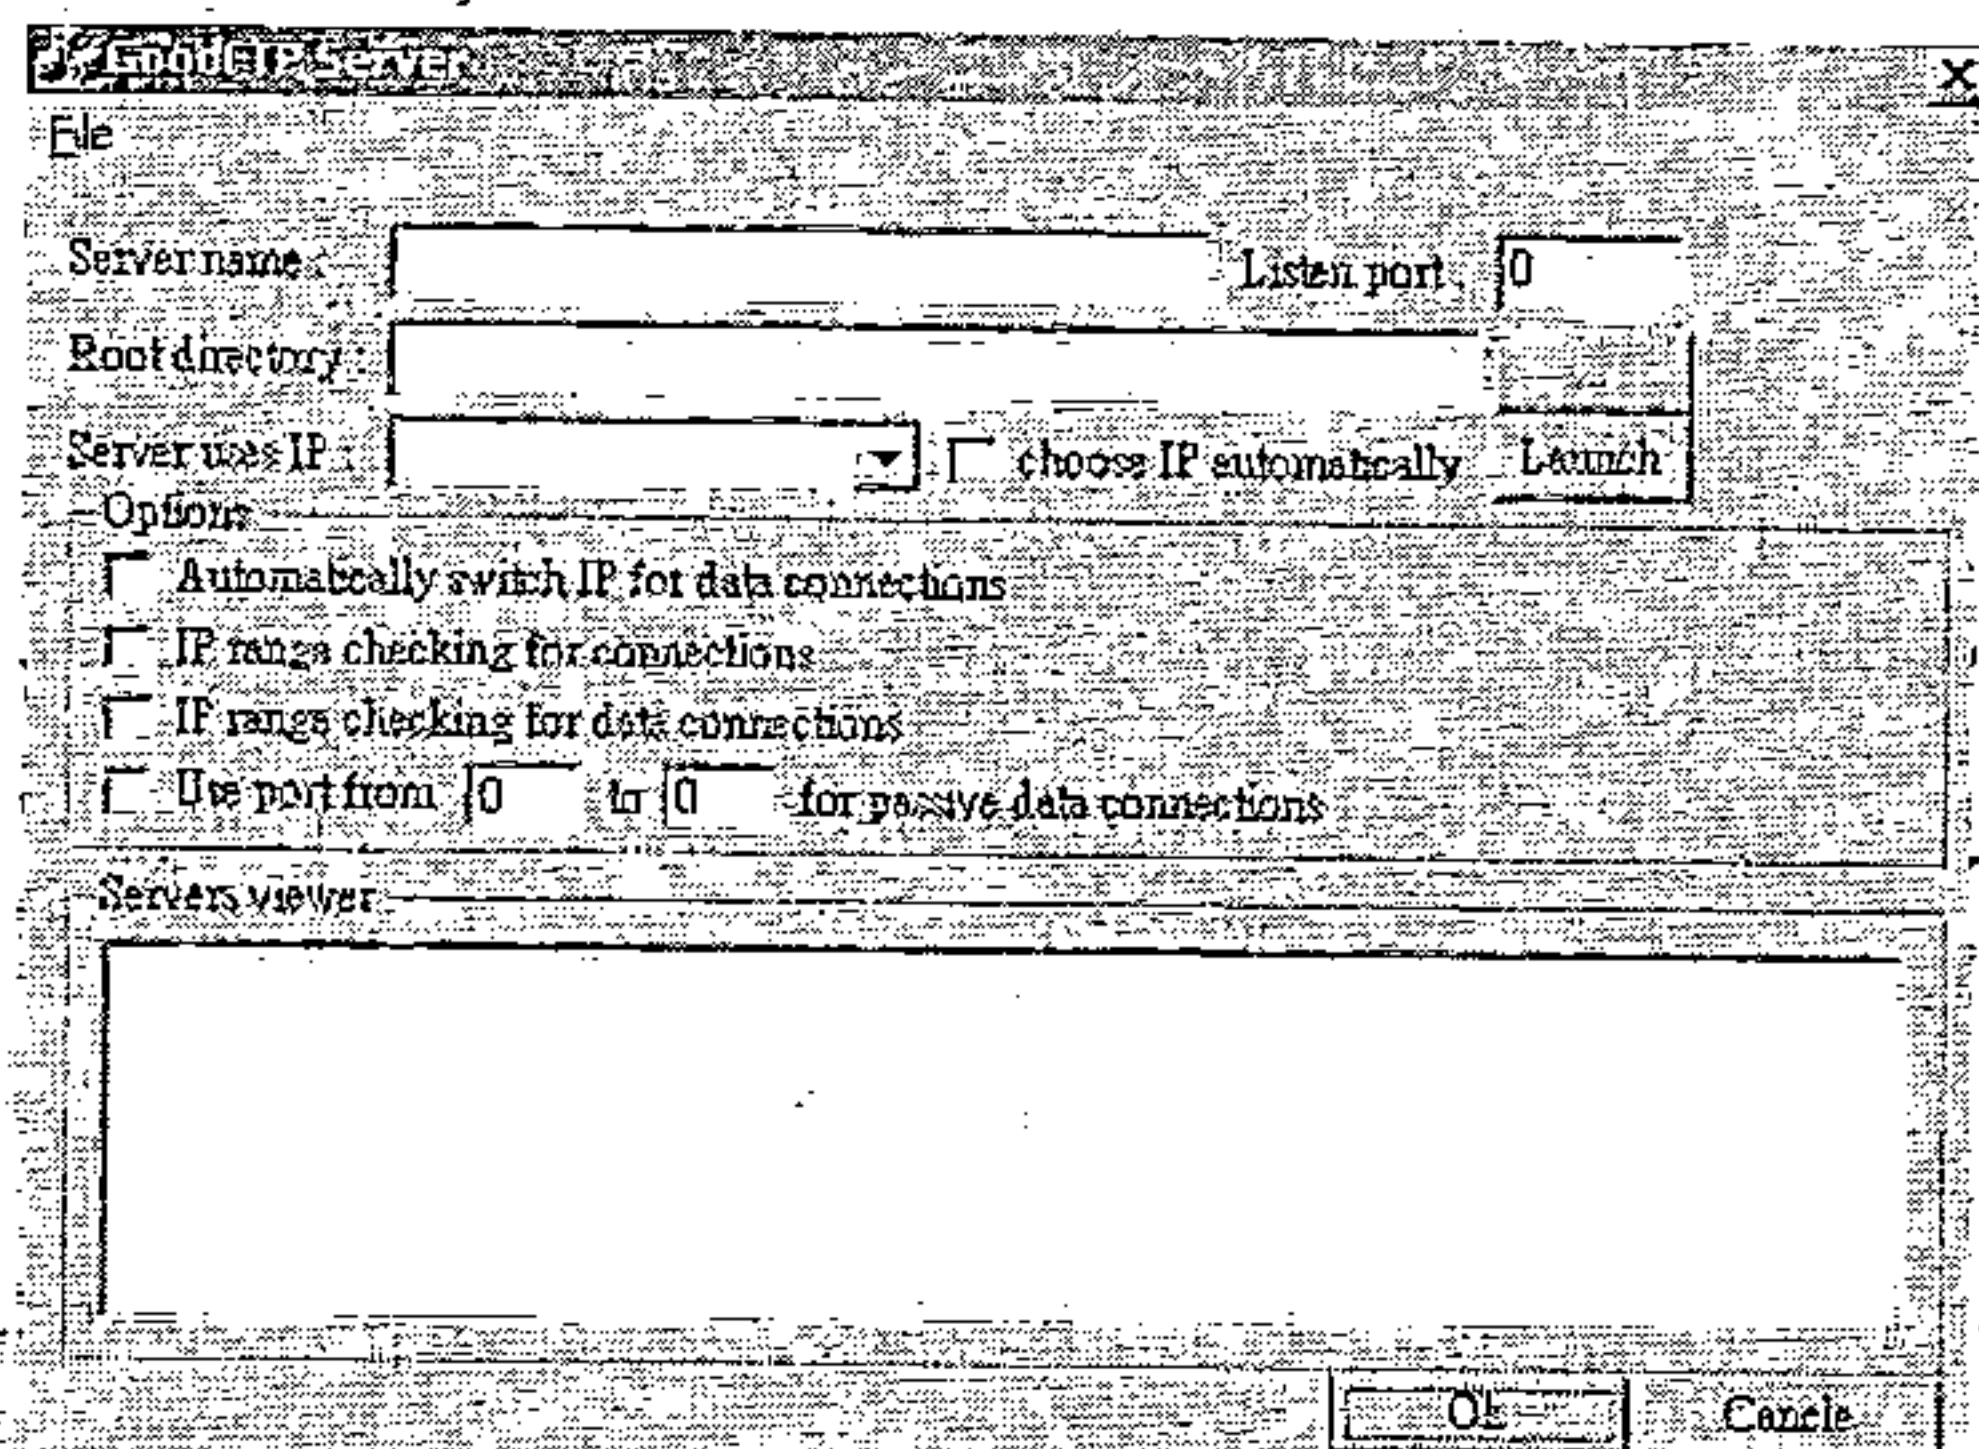 GoodFTP Server
File
Server name : Listen port : 0
Root directory :
Server uses IP : choose IP automatically Launch
Options
Automatically switch IP for data connections
IP range checking for connections
IP range checking for data connections
Use port from 0 to 0 for passive data connections
Servers viewer
Ok Cancle